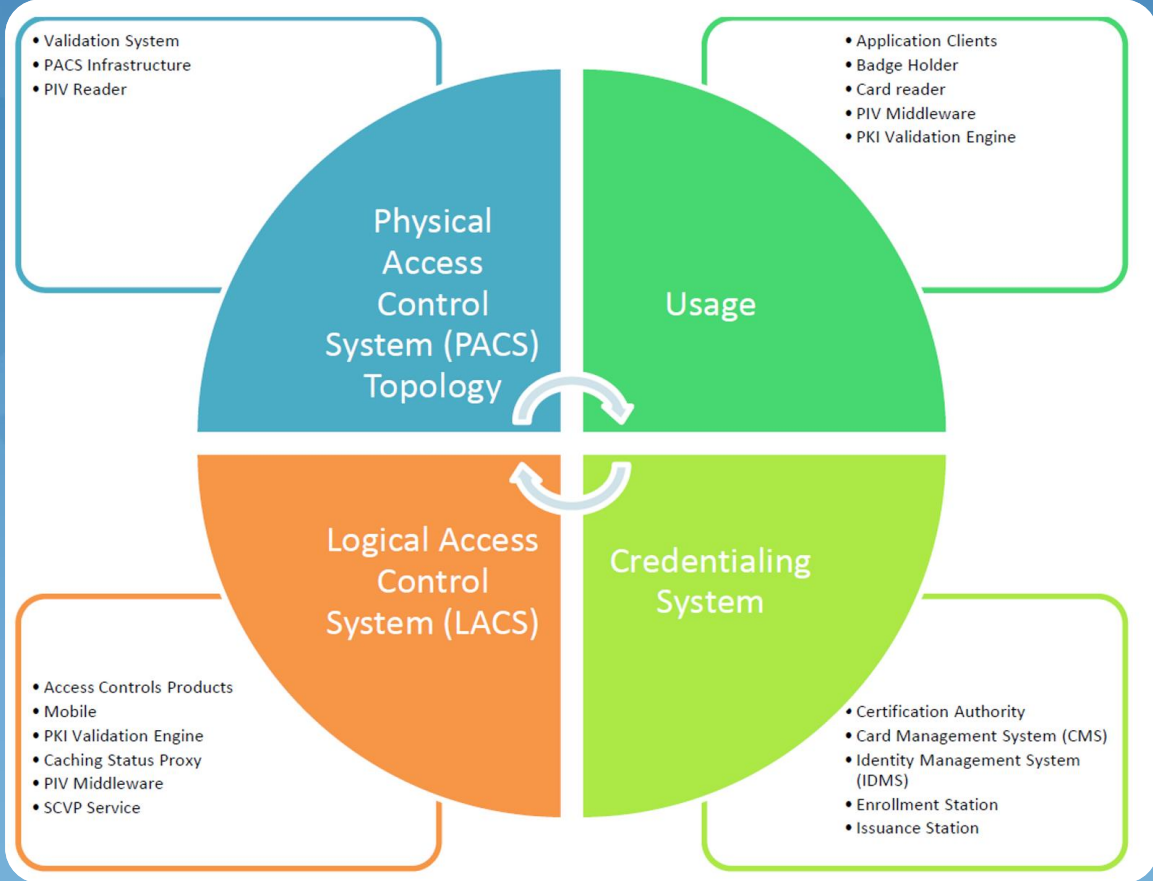 • Validation System
• PACS Infrastructure
• PIV Reader
• Application Clients
• Badge Holder
• Card reader
• PIV Middleware
• PKI Validation Engine
Physical
Access
Control
System (PACS)
Topology
Usage
Logical Access
Control
System (LACS)
Credentialing
System
• Access Controls Products
• Mobile
• PKI Validation Engine
• Caching Status Proxy
• PIV Middleware
• SCVP Service
• Certification Authority
• Card Management System (CMS)
• Identity Management System
(IDMS)
• Enrollment Station
• Issuance Station